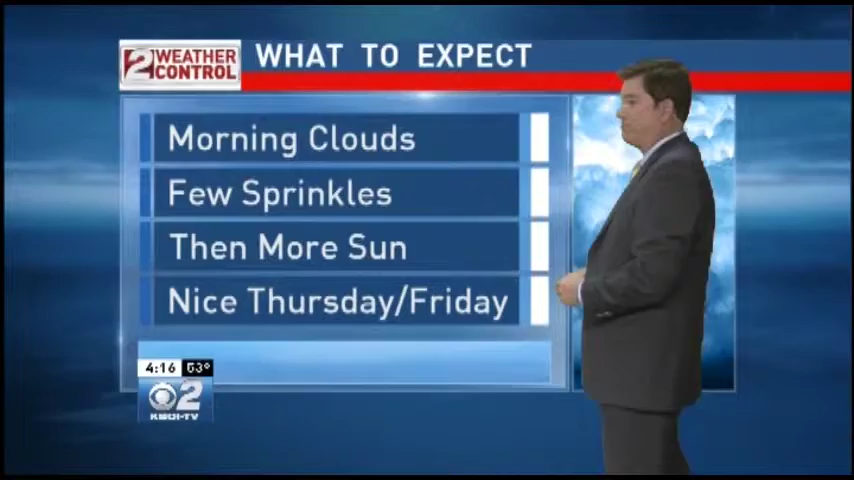 2 WEATHER
CONTROL
WHAT TO EXPECT
Morning Clouds
Few Sprinkles
Then More Sun
Nice Thursday/Friday
4:16 53°
2
KBOI-TV